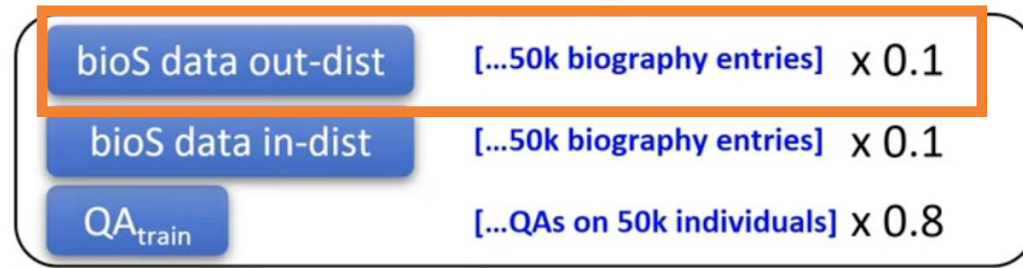 bioS data out-dist [...50k biography entries] x 0.1
bioS data in-dist [...50k biography entries] x 0.1
QAtrain [...QAs on 50k individuals] x 0.8